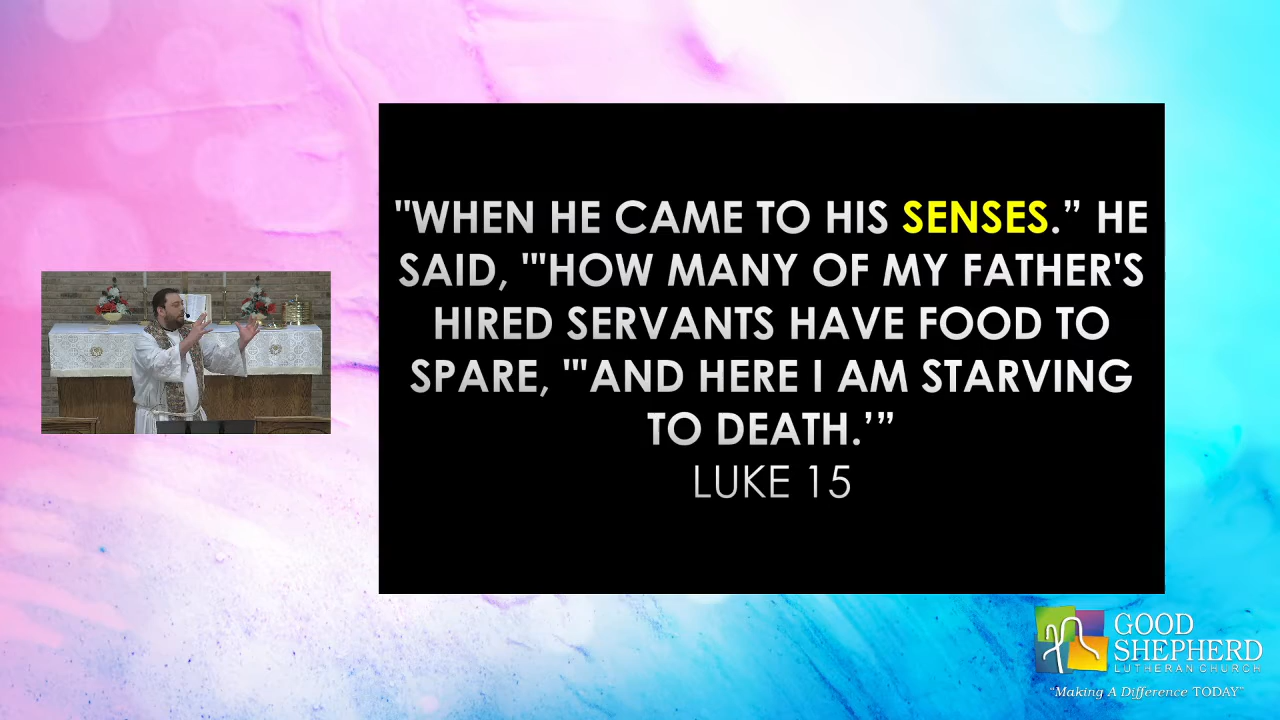 "WHEN HE CAME TO HIS SENSES.” HE
SAID, '"HOW MANY OF MY FATHER'S
HIRED SERVANTS HAVE FOOD TO
SPARE, '"AND HERE I AM STARVING
TO DEATH.’”
LUKE 15
GOOD
SHEPHERD
LUTHERAN CHURCH
“Making A Difference TODAY”